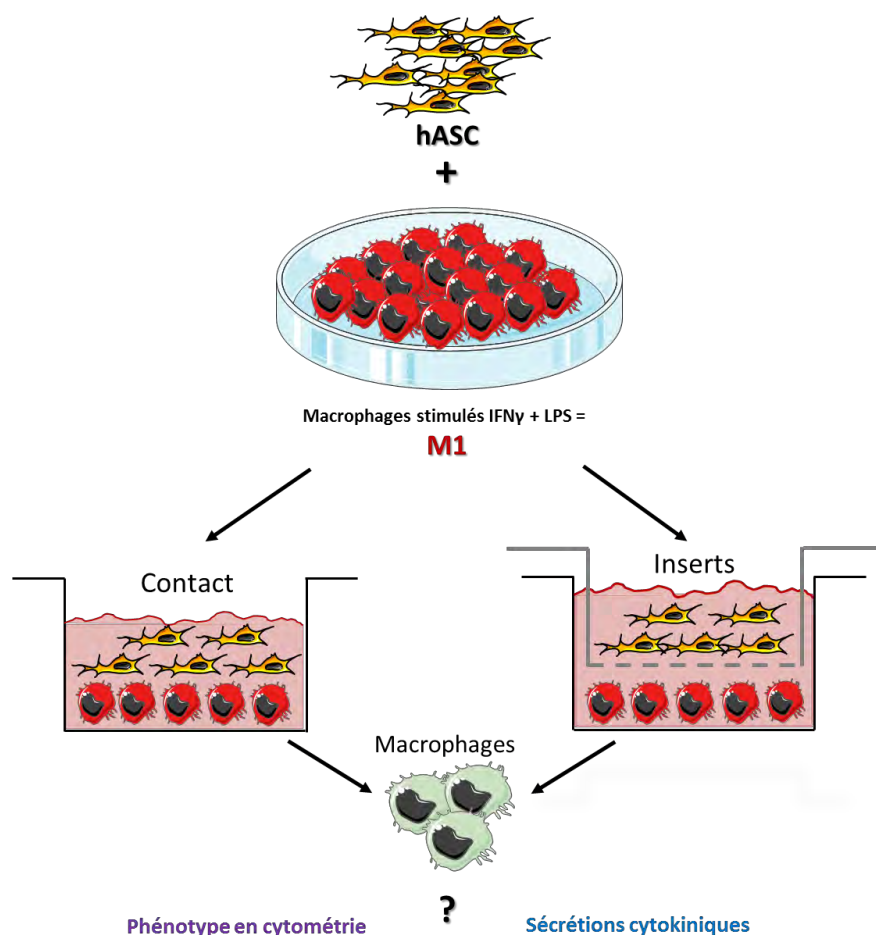 hASC
+
Macrophages stimulés IFNγ + LPS =
M1
Contact
Inserts
Macrophages
?
Phénotype en cytométrie
Sécrétions cytokiniques